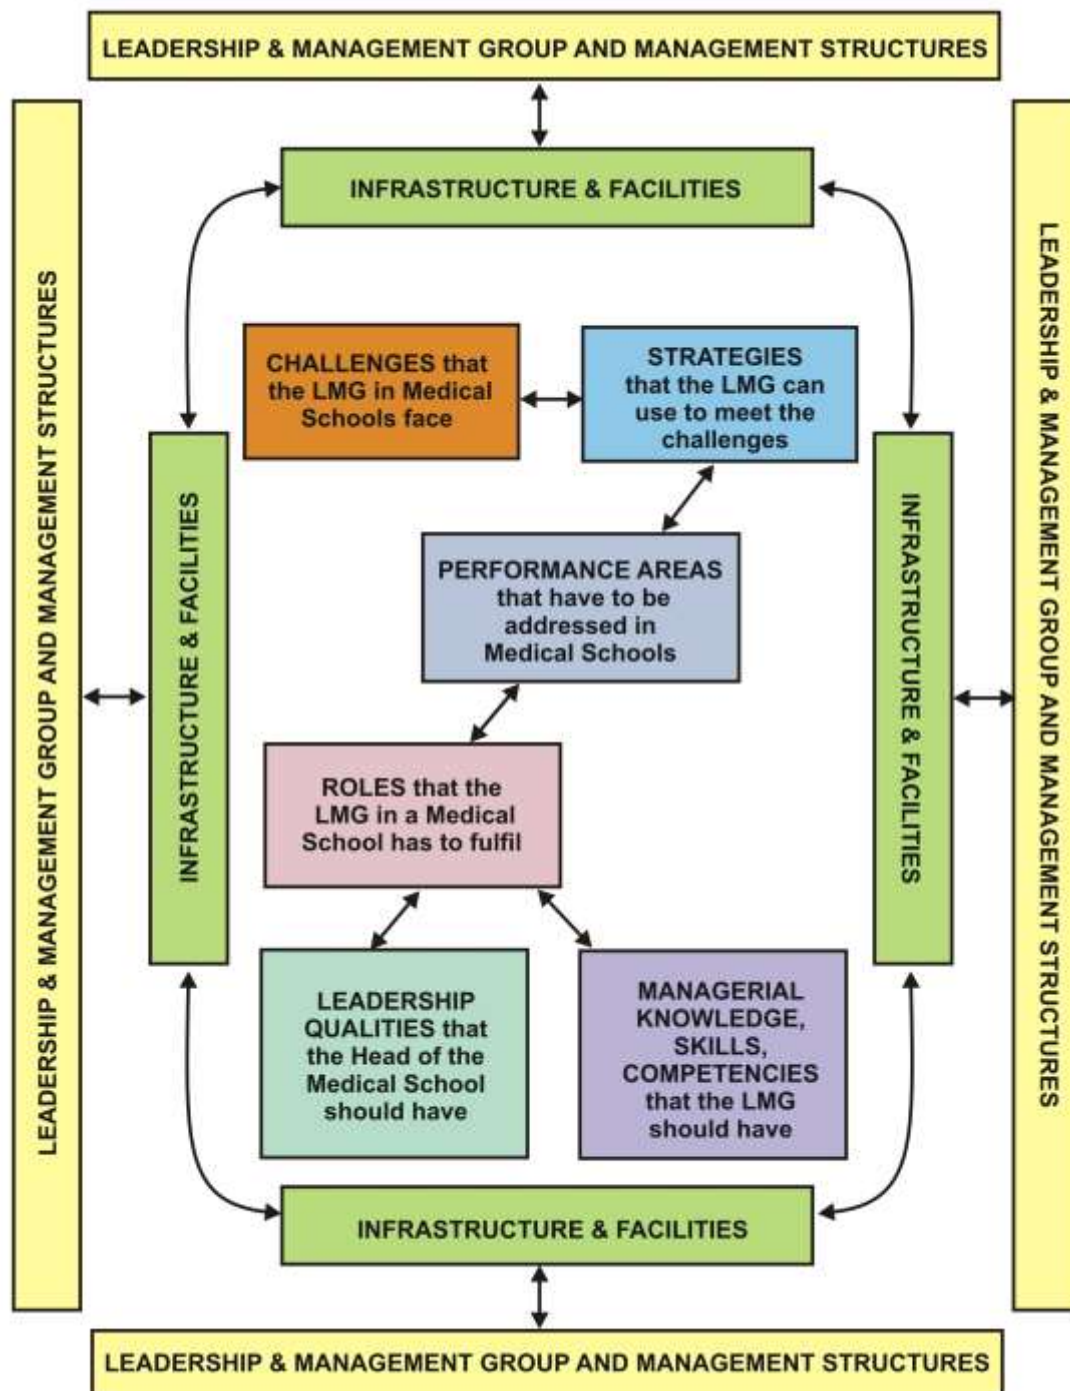 LEADERSHIP & MANAGEMENT GROUP AND MANAGEMENT STRUCTURES
INFRASTRUCTURE & FACILITIES
LEADERSHIP & MANAGEMENT GROUP AND MANAGEMENT STRUCTURES
INFRASTRUCTURE & FACILITIES
CHALLENGES that
the LMG in Medical
Schools face
STRATEGIES
that the LMG can
use to meet the
challenges
PERFORMANCE AREAS
that have to be
addressed in
Medical Schools
ROLES that the
LMG in a Medical
School has to fulfil
LEADERSHIP
QUALITIES that
the Head of the
Medical School
should have
MANAGERIAL
KNOWLEDGE,
SKILLS,
COMPETENCIES
that the LMG
should have
INFRASTRUCTURE & FACILITIES
LEADERSHIP & MANAGEMENT GROUP AND MANAGEMENT STRUCTURES
INFRASTRUCTURE & FACILITIES
LEADERSHIP & MANAGEMENT GROUP AND MANAGEMENT STRUCTURES